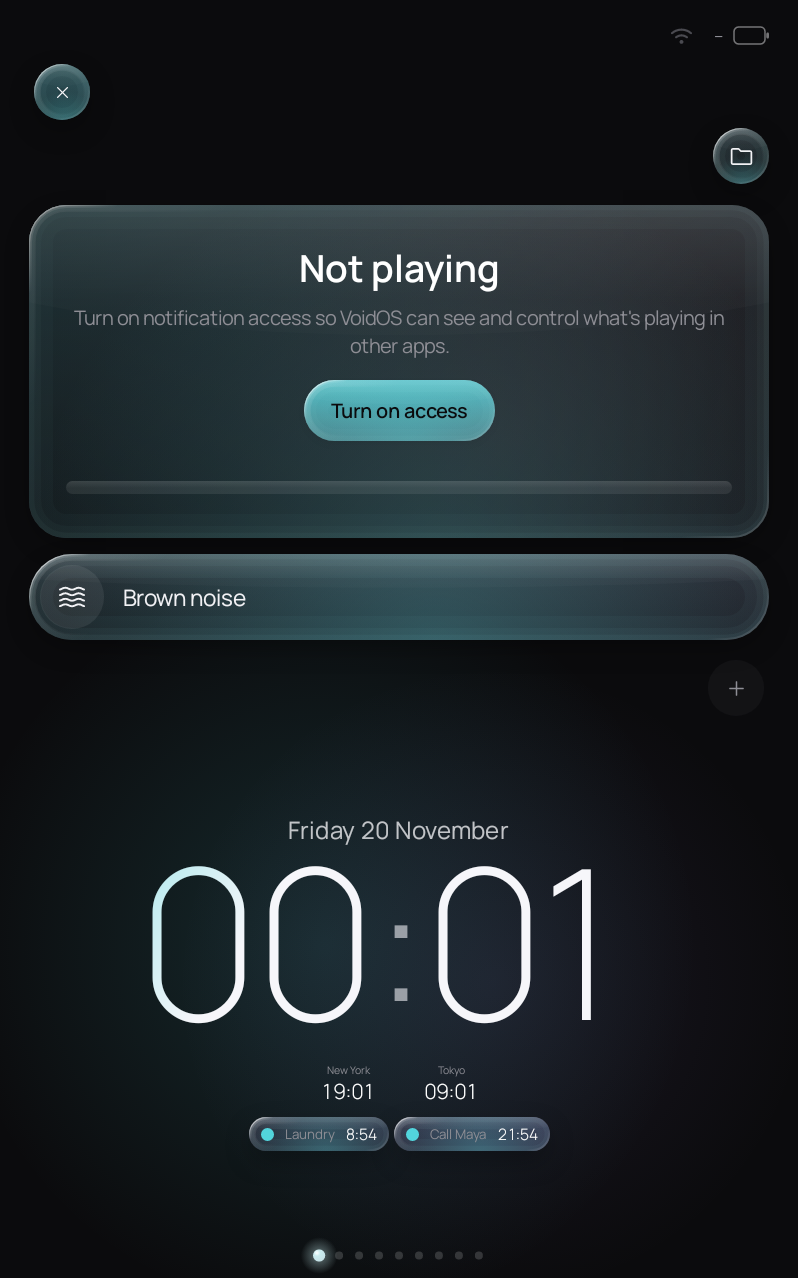 –
Not playing
Turn on notification access so VoidOS can see and control what's playing in
other apps.
Turn on access
Brown noise
Friday 20 November
00:01
New York
19:01
Tokyo
09:01
Laundry 8:54
Call Maya 21:54